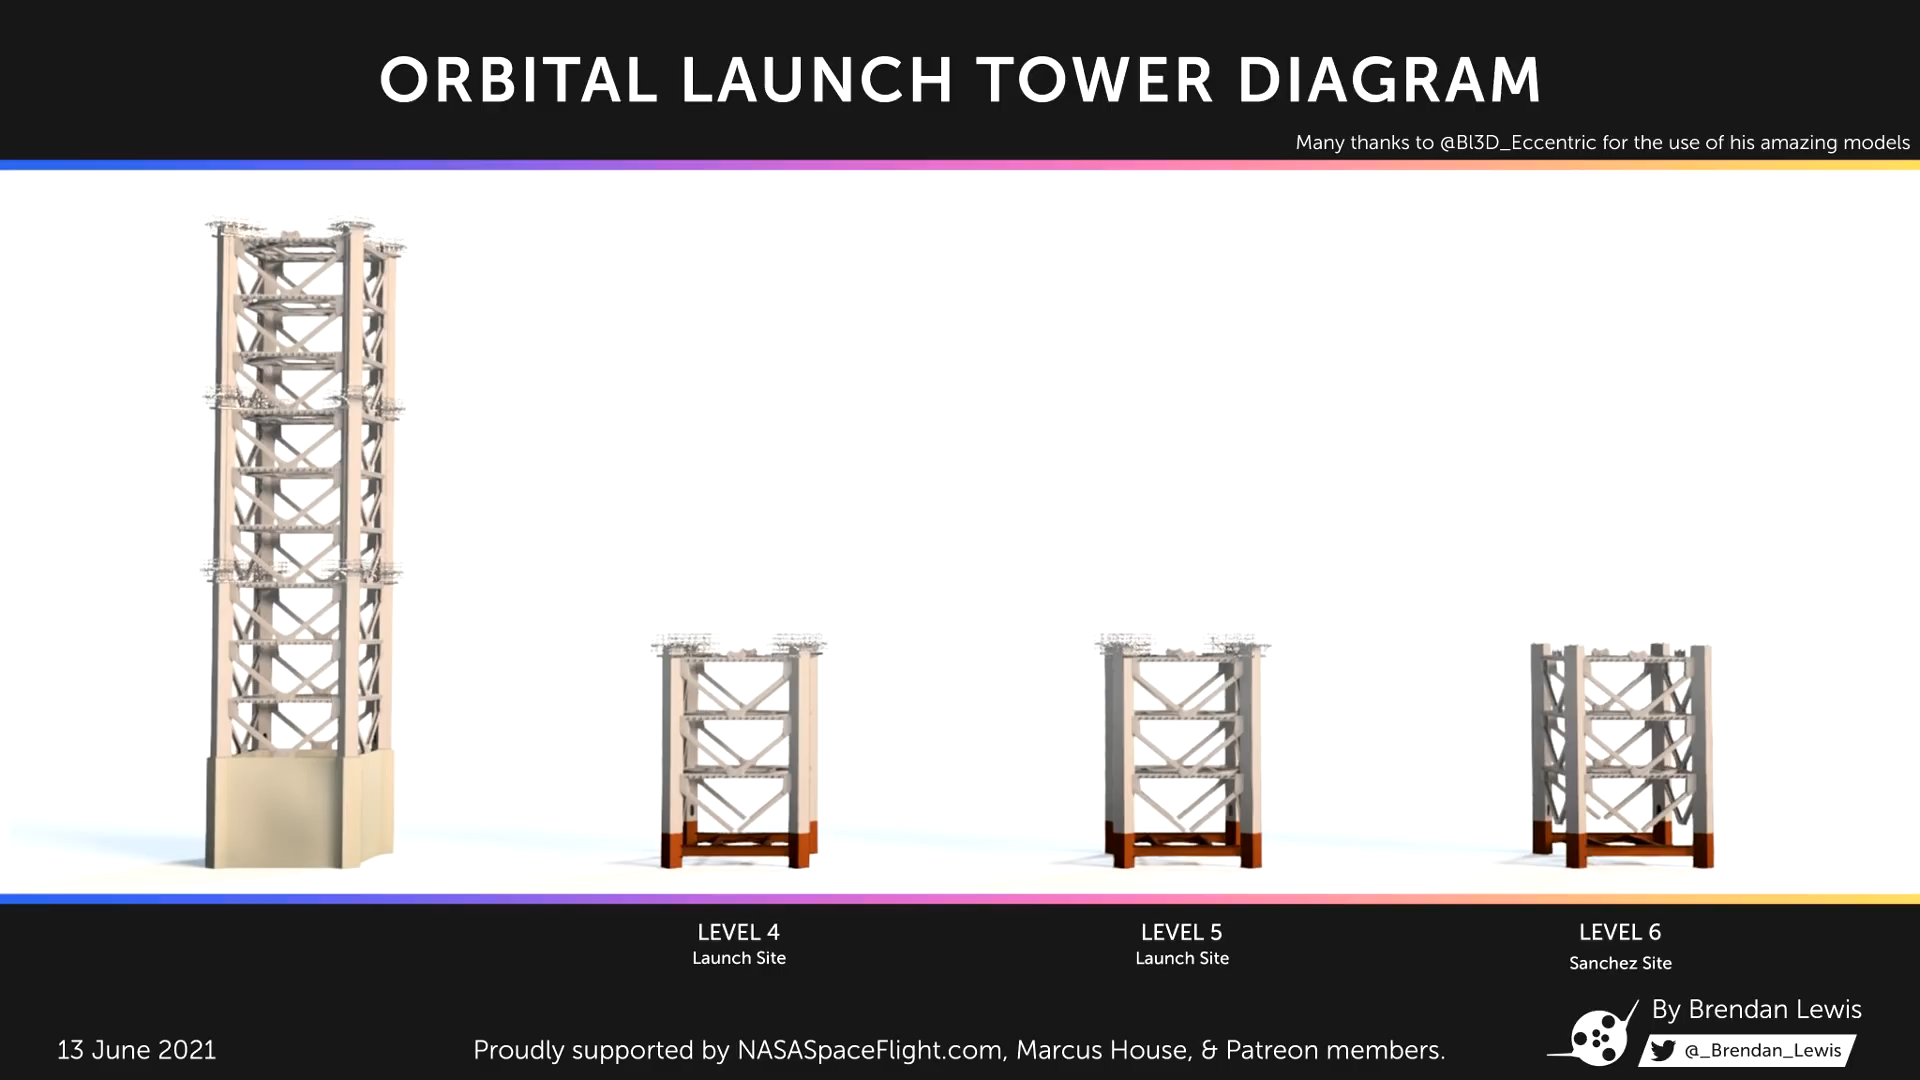 ORBITAL LAUNCH TOWER DIAGRAM
Many thanks to @Bl3D_Eccentric for the use of his amazing models
LEVEL 4
Launch Site
LEVEL 5
Launch Site
LEVEL 6
Sanchez Site
13 June 2021
Proudly supported by NASASpaceFlight.com, Marcus House, & Patreon members.
By Brendan Lewis
@_Brendan_Lewis